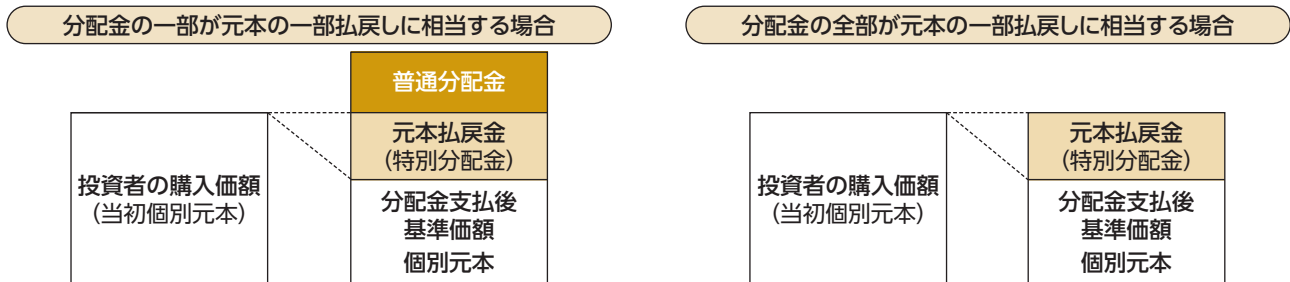 分配金の一部が元本の一部払戻しに相当する場合
普通分配金
元本払戻金
(特別分配金)
投資者の購入価額
(当初個別元本)
分配金支払後
基準価額
個別元本
分配金の全部が元本の一部払戻しに相当する場合
元本払戻金
(特別分配金)
投資者の購入価額
(当初個別元本)
分配金支払後
基準価額
個別元本